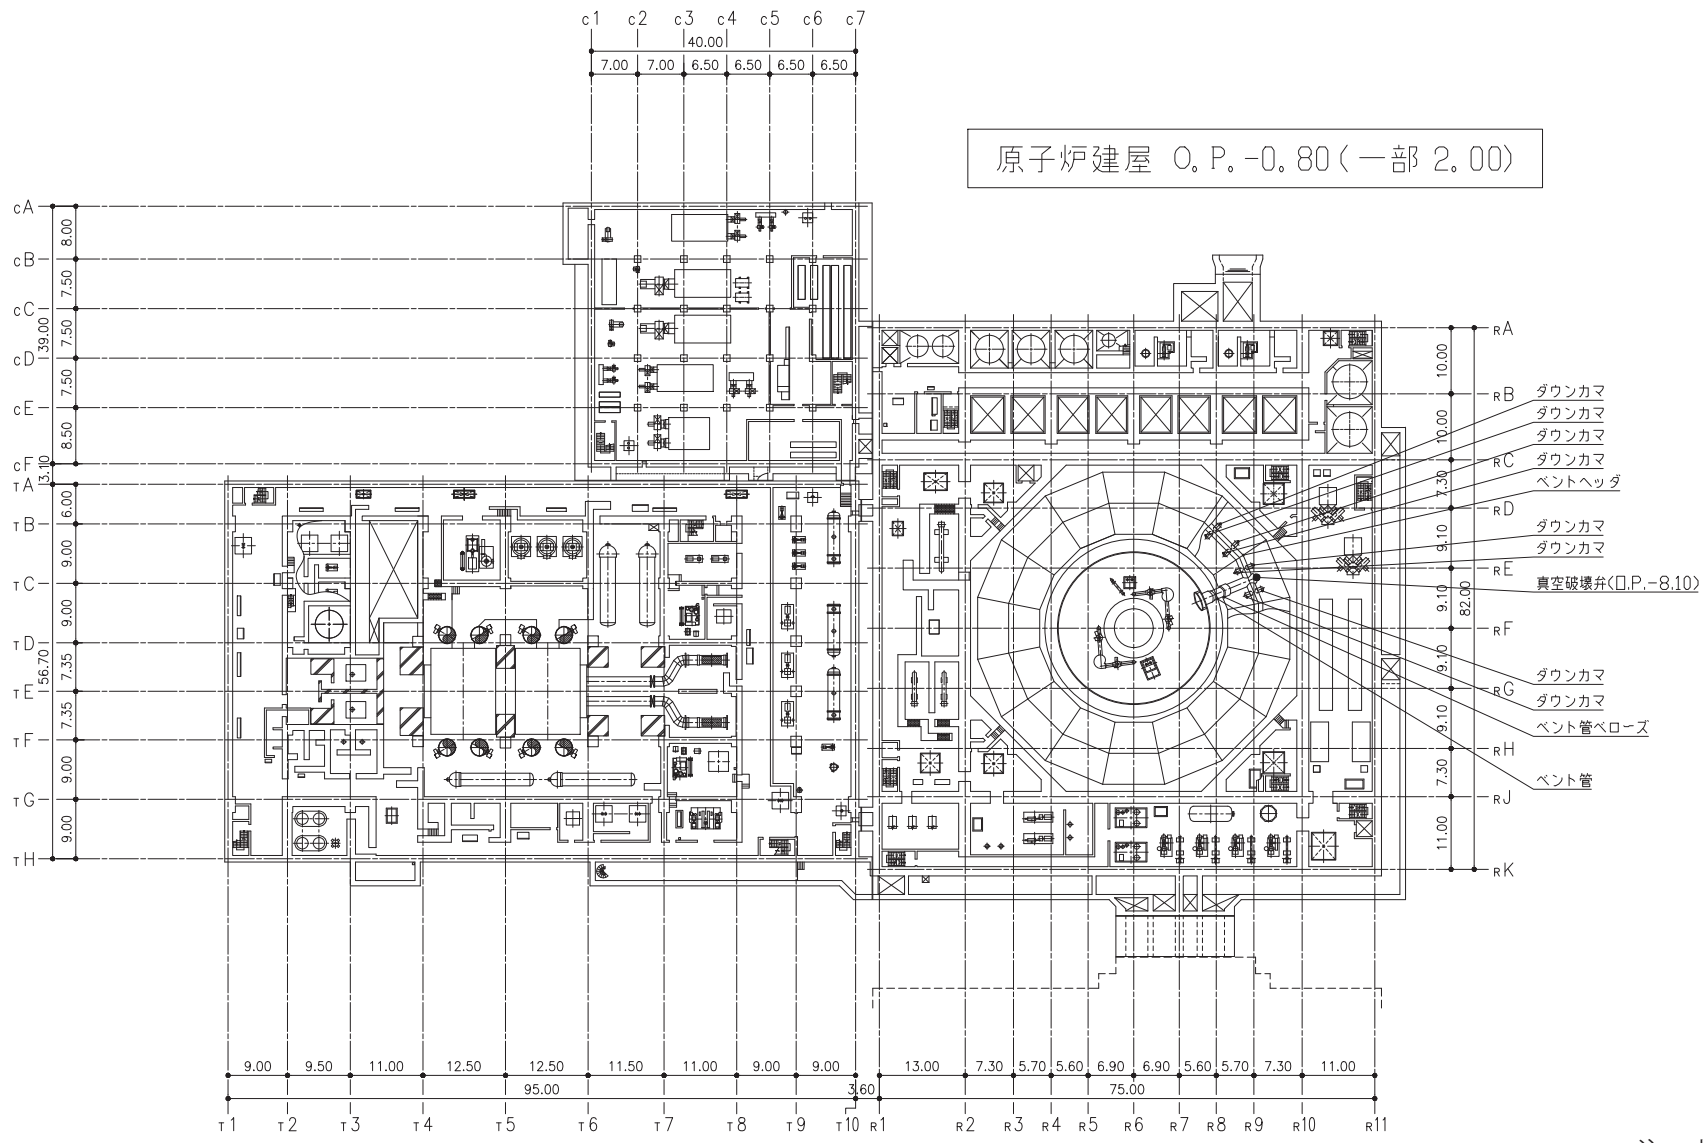 c1 c2 c3 c4 c5 c6 c7
40.00
7.00 7.00 6.50 6.50 6.50 6.50
原子炉建屋 O.P.-0.80(一部 2.00)
cA
8.00
cB
7.50
cC
7.50
39.00
cD
7.50
cE
8.50
cF
3.10
TA
6.00
TB
9.00
TC
9.00
TD
7.35
56.70
TE
7.35
TF
9.00
TG
9.00
TH
RA
10.00
RB
10.00
RC
7.30
RD
9.10
RE
9.10
82.00
RF
9.10
RG
9.10
RH
7.30
RJ
11.00
RK
ダウンカマ
ダウンカマ
ダウンカマ
ダウンカマ
ベントヘッダ
ダウンカマ
ダウンカマ
真空破壊弁(O.P.-8.10)
ダウンカマ
ダウンカマ
ベント管ベローズ
ベント管
9.00 9.50 11.00 12.50 12.50 11.50 11.00 9.00 9.00 13.00 7.30 5.70 5.60 6.90 6.90 5.60 5.70 7.30 11.00
95.00 3.60 75.00
T1 T2 T3 T4 T5 T6 T7 T8 T9 T10 R1 R2 R3 R4 R5 R6 R7 R8 R9 R10 R11